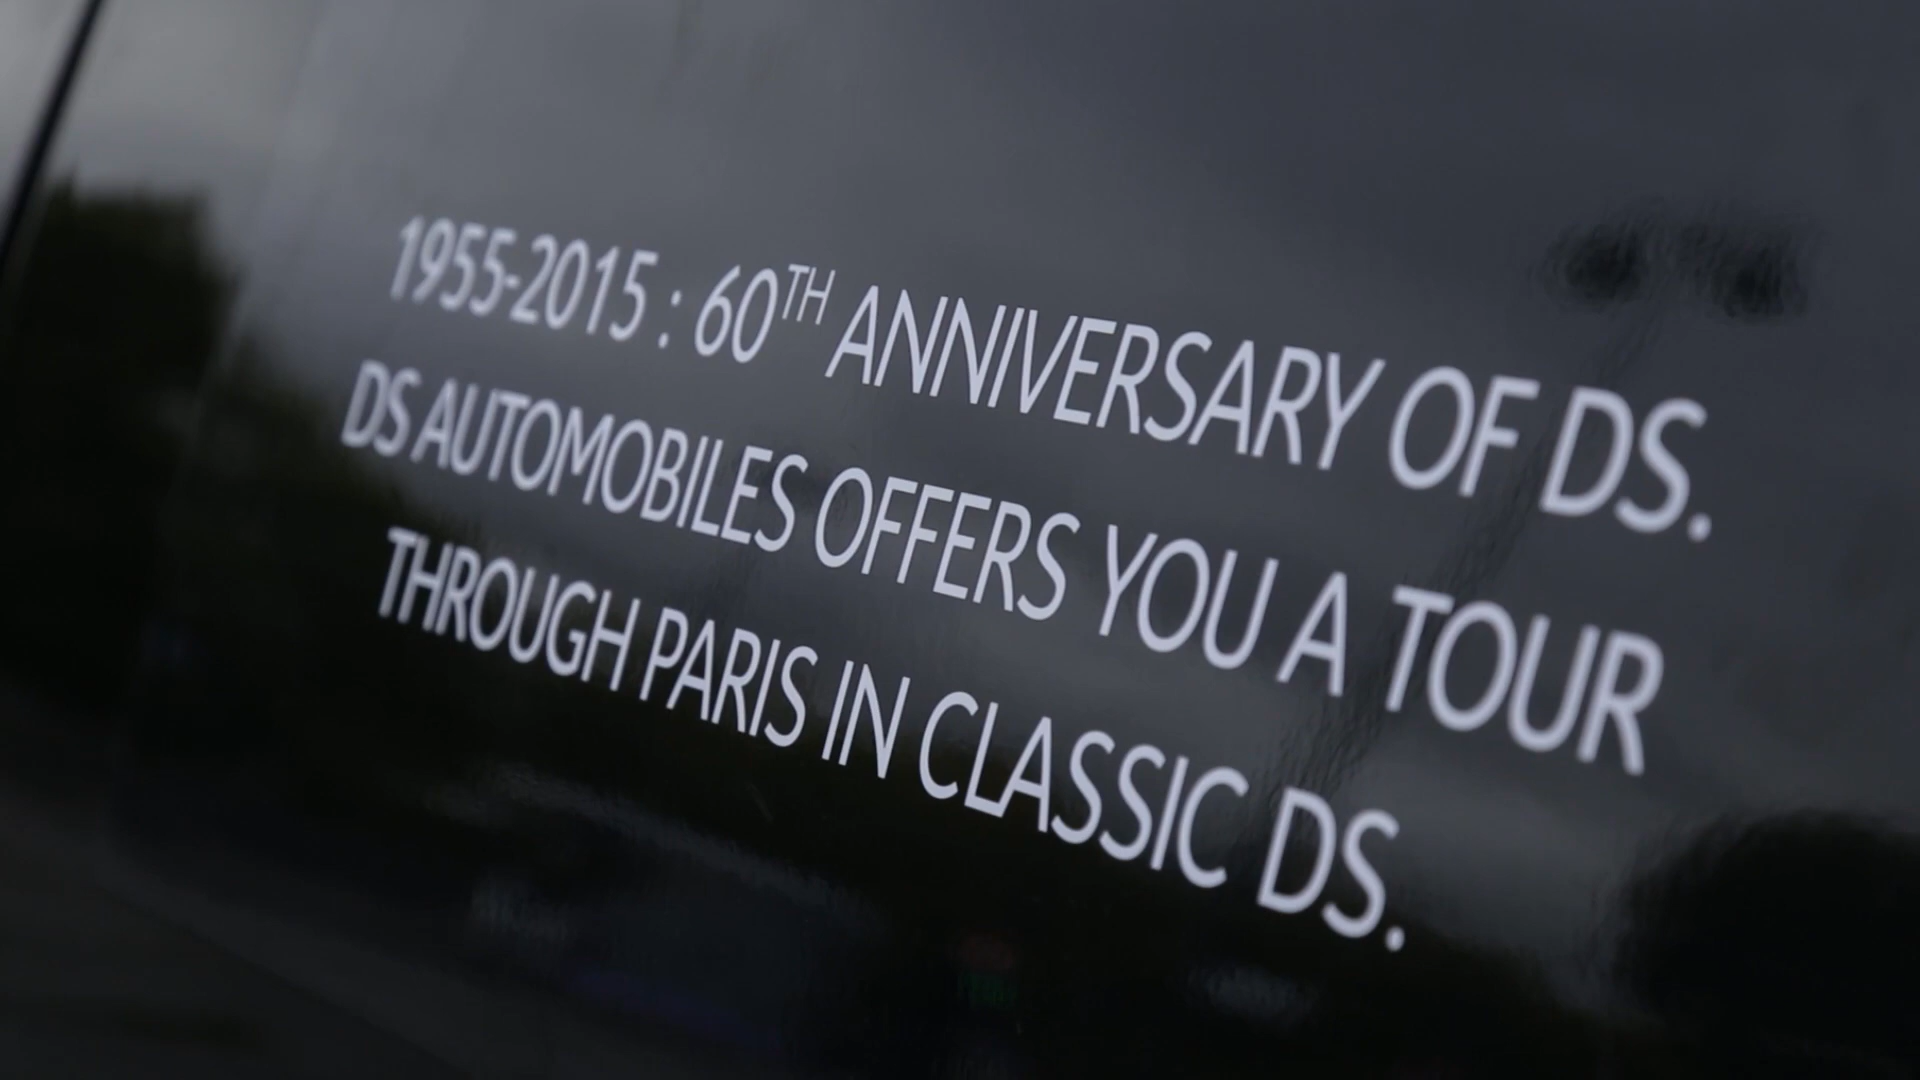 1955-2015 : 60TH ANNIVERSARY OF DS.
DS AUTOMOBILES OFFERS YOU A TOUR
THROUGH PARIS IN CLASSIC DS.